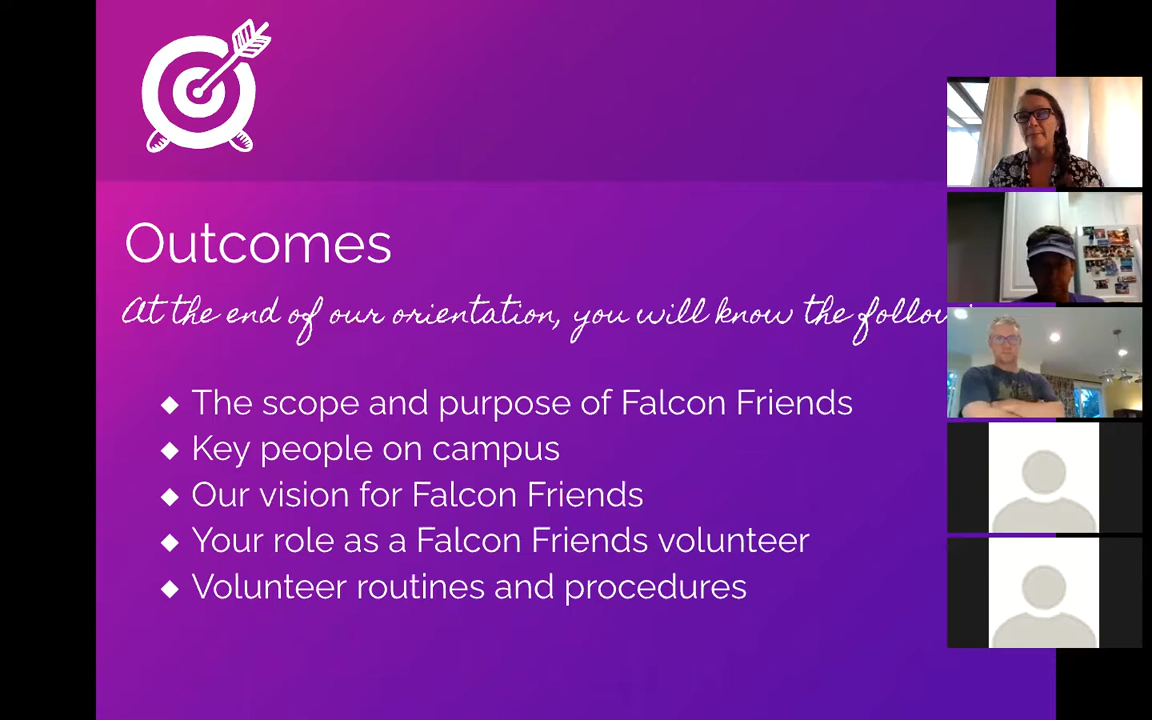 Outcomes
At the end of our orientation, you will know the
The scope and purpose of Falcon Friends
Key people on campus
Our vision for Falcon Friends
Your role as a Falcon Friends volunteer
Volunteer routines and procedures